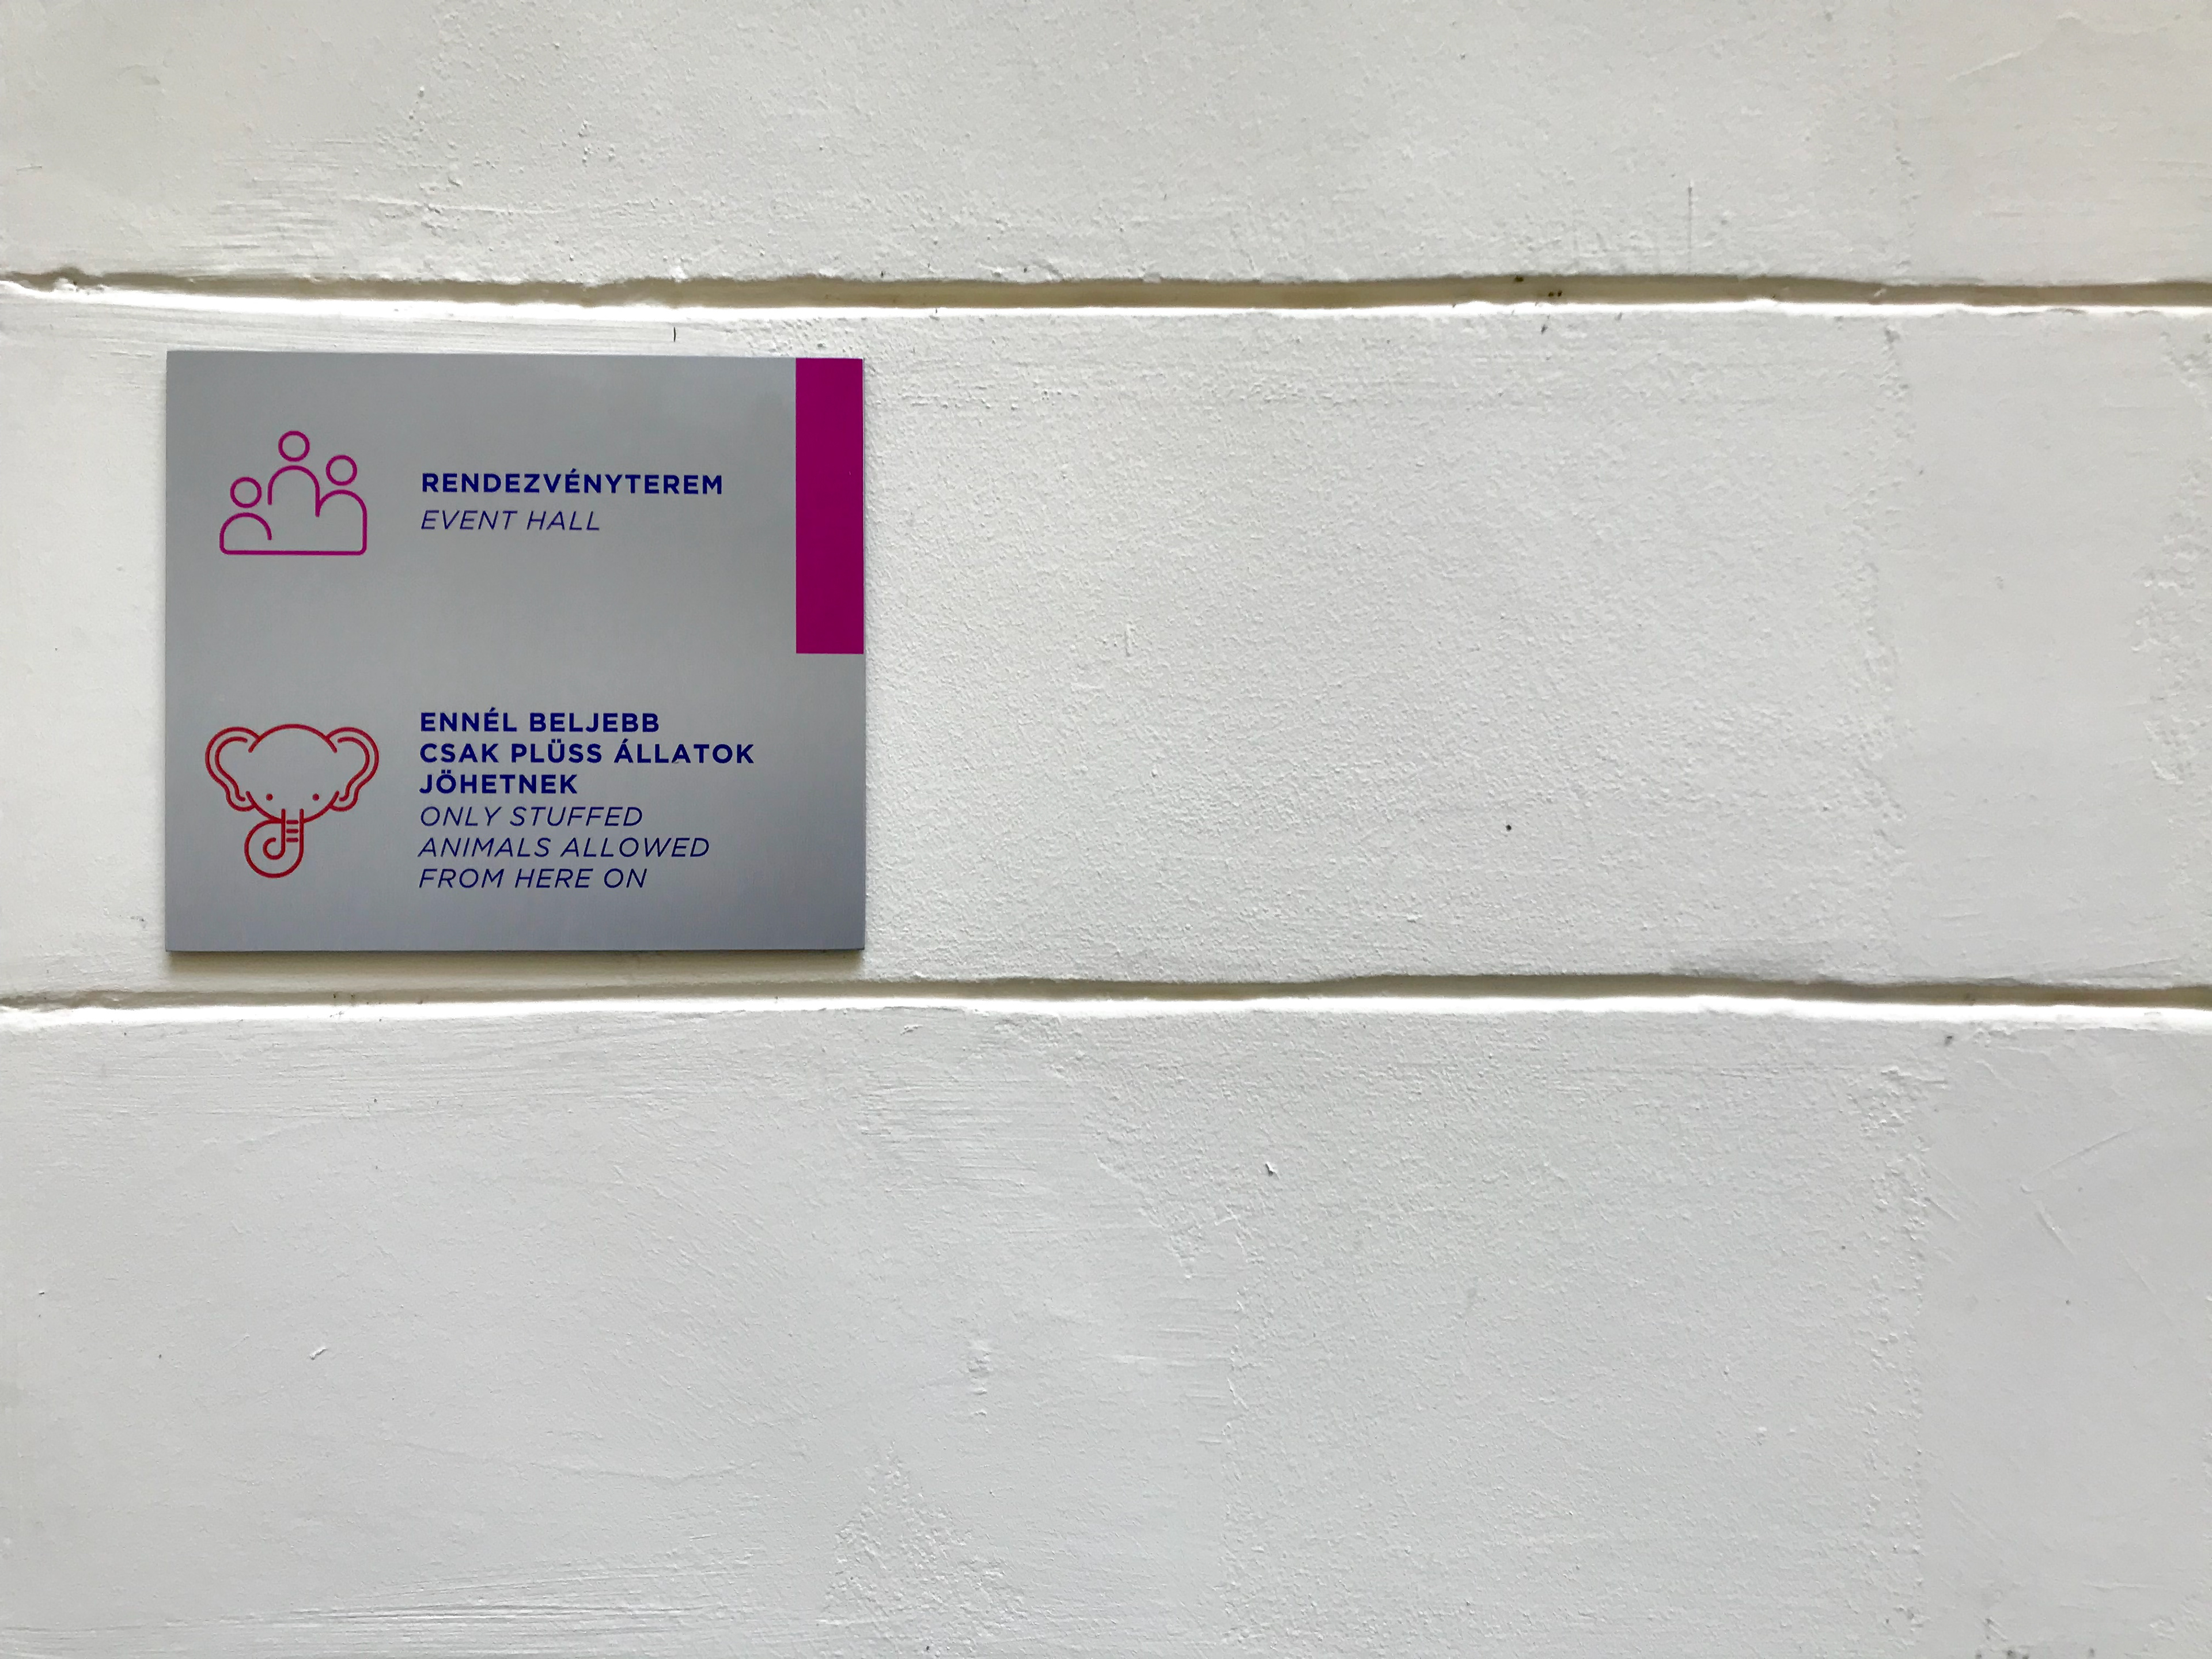 RENDEZVÉNYTEREM
EVENT HALL
ENNÉL BELJEBB
CSAK PLÜSS ÁLLATOK
JÖHETNEK
ONLY STUFFED
ANIMALS ALLOWED
FROM HERE ON